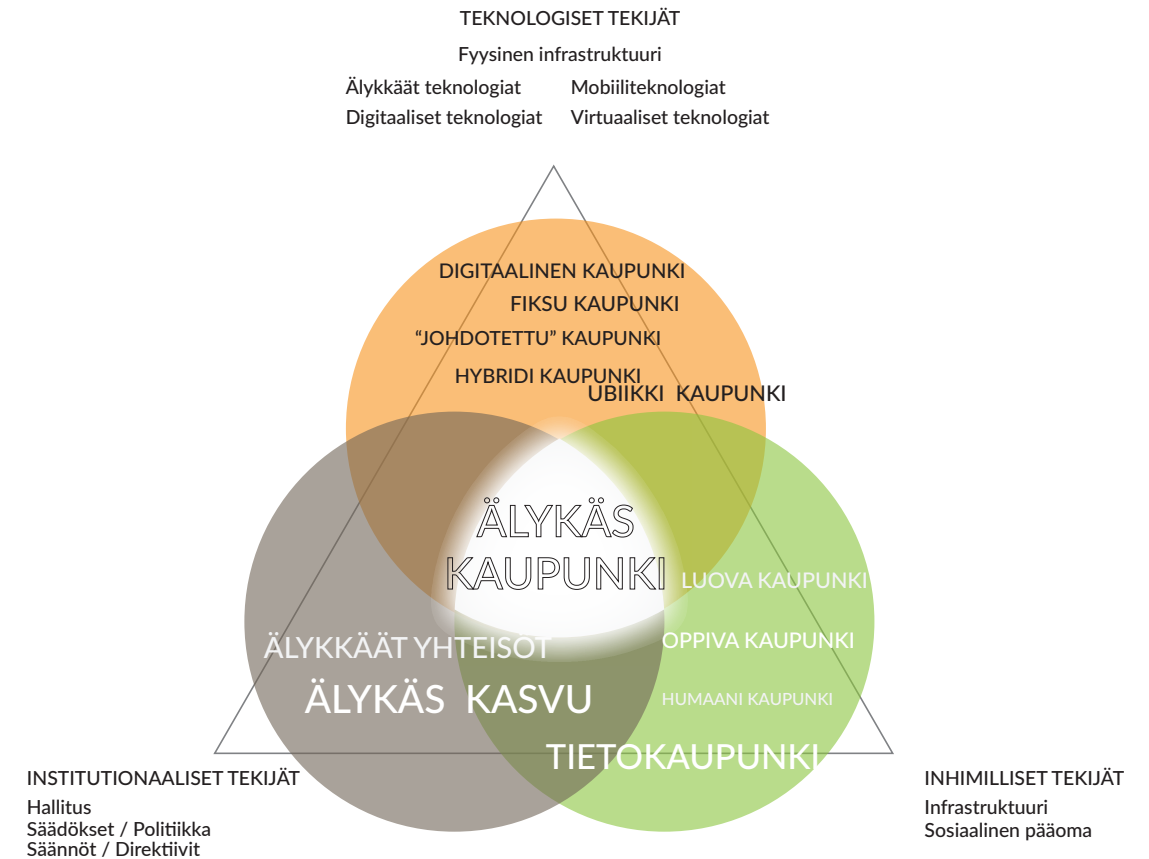 TEKNOLOGISET TEKIJÄT
Fyysinen infrastruktuuri
Älykkäät teknologiat Mobiiliteknologiat
Digitaaliset teknologiat Virtuaaliset teknologiat
DIGITAALINEN KAUPUNKI
FIKSU KAUPUNKI
“JOHDOTETTU” KAUPUNKI
HYBRIDI KAUPUNKI
UBIIKKI KAUPUNKI
ÄLYKÄS
KAUPUNKI
LUOVA KAUPUNKI
OPPIVA KAUPUNKI
ÄLYKKÄÄT YHTEISÖT
ÄLYKÄS KASVU
HUMAANI KAUPUNKI
TIETOKAUPUNKI
INSTITUTIONAALISET TEKIJÄT
Hallitus
Säädökset / Politiikka
Säännöt / Direktiivit
INHIMILLISET TEKIJÄT
Infrastruktuuri
Sosiaalinen pääoma